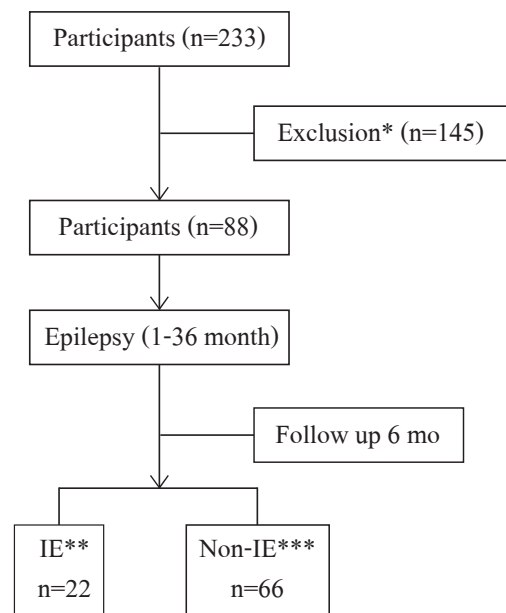 Participants (n=233)
Exclusion* (n=145)
Participants (n=88)
Epilepsy (1-36 month)
Follow up 6 mo
IE**
n=22
Non-IE***
n=66